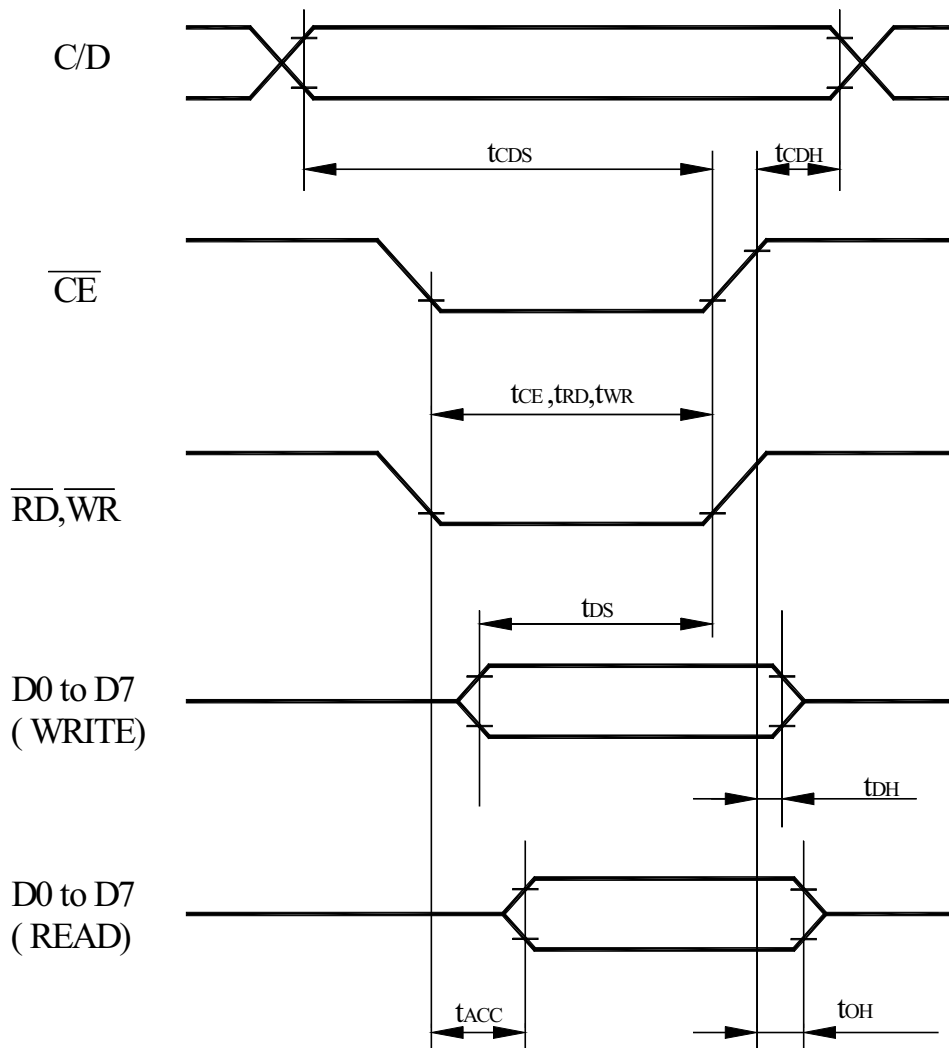 C/D
tCDS
tCDH
CE
tCE ,tRD,tWR
RD,WR
tDS
D0 to D7
( WRITE)
tDH
D0 to D7
( READ)
tACC
tOH